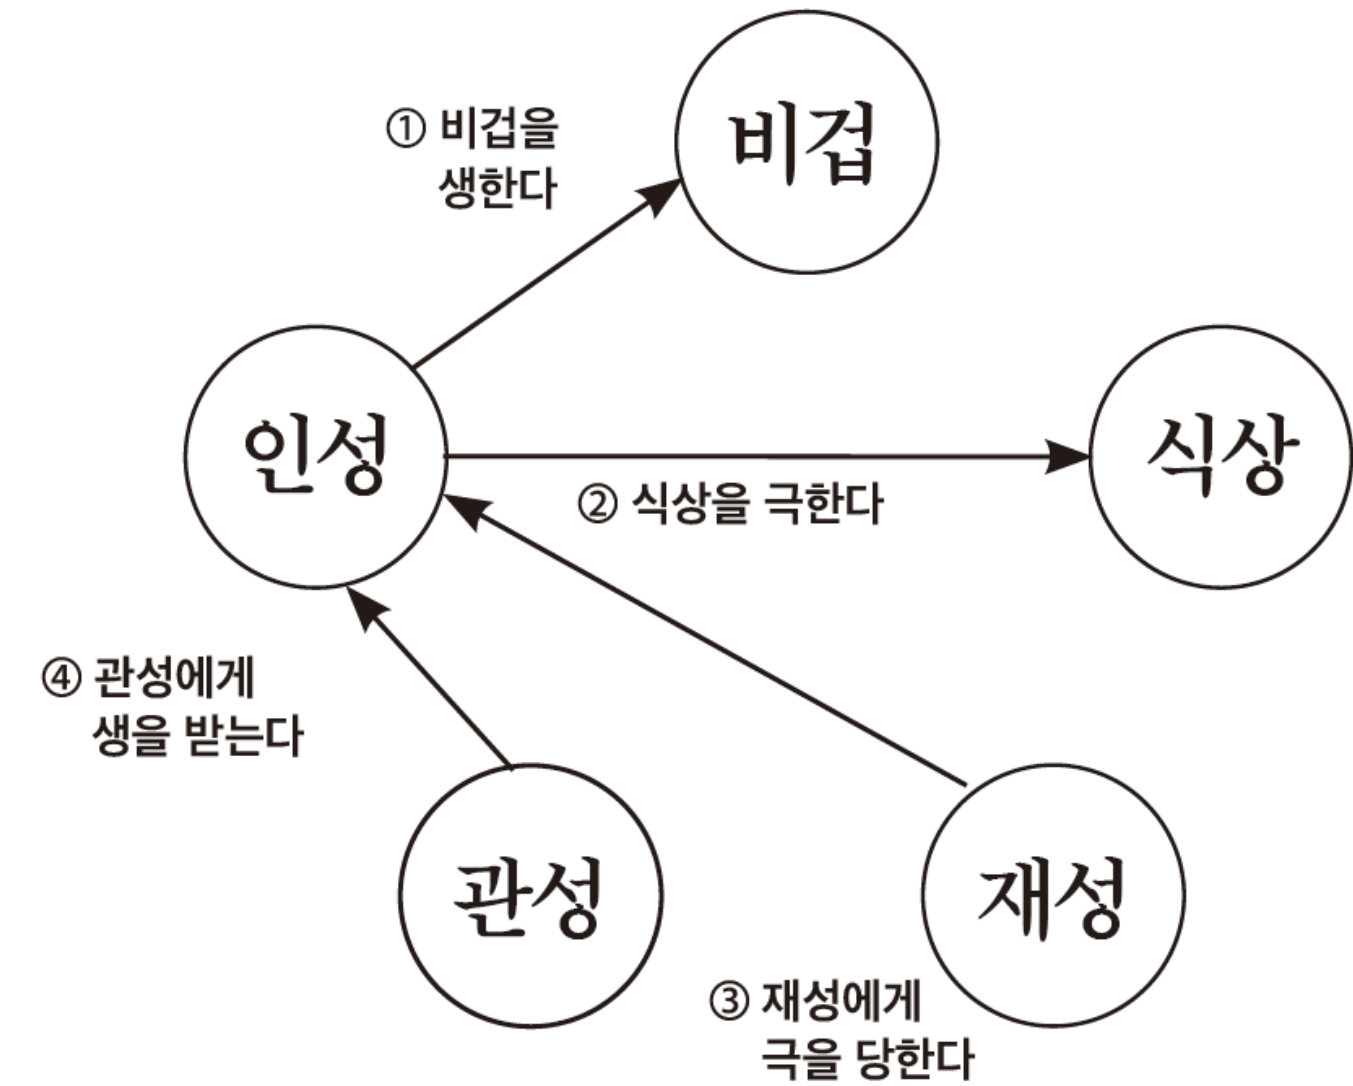 비겁
① 비겁을
생한다
인성
식상
② 식상을 극한다
④ 관성에게
생을 받는다
관성
재성
③ 재성에게
극을 당한다